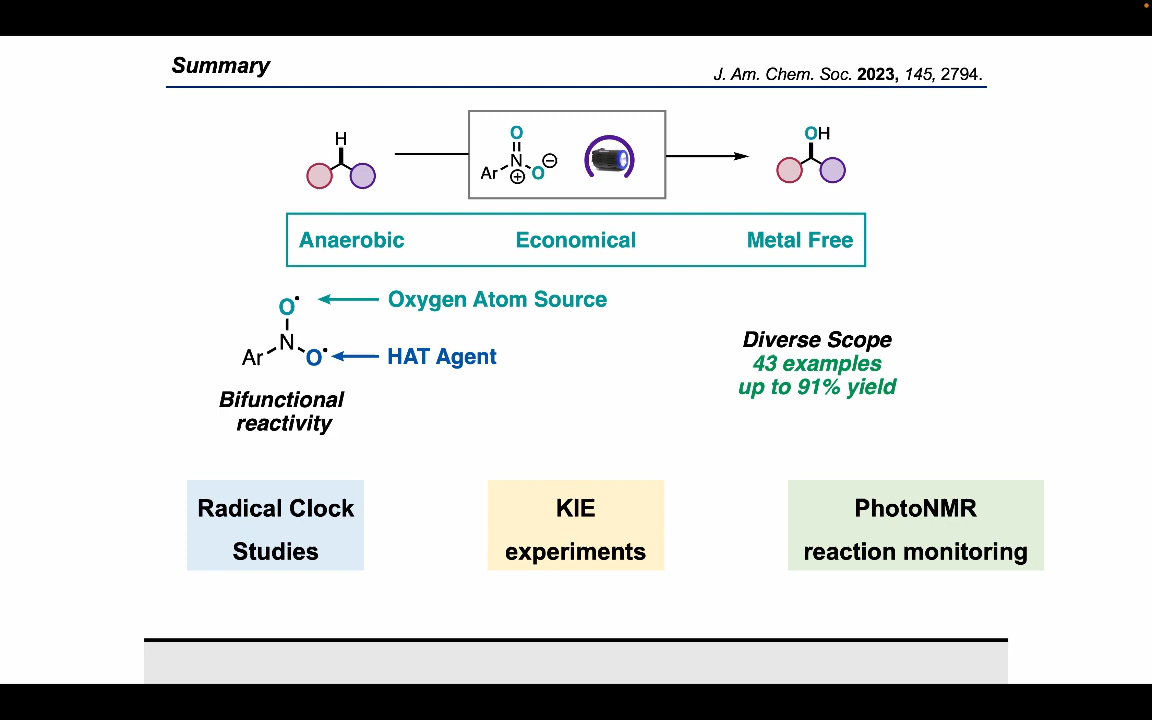 Summary
J. Am. Chem. Soc. 2023, 145, 2794.
H
O
Ar N O
OH
Anaerobic Economical Metal Free
O• Oxygen Atom Source
N
Ar O• HAT Agent
Bifunctional
reactivity
Diverse Scope
43 examples
up to 91% yield
Radical Clock
Studies
KIE
experiments
PhotoNMR
reaction monitoring